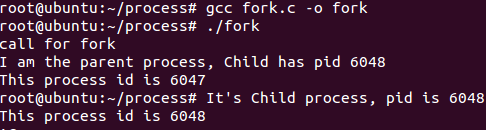 root@ubuntu:~/process# gcc fork.c -o fork
root@ubuntu:~/process# ./fork
call for fork
I am the parent process, Child has pid 6048
This process id is 6047
root@ubuntu:~/process# It's Child process, pid is 6048
This process id is 6048